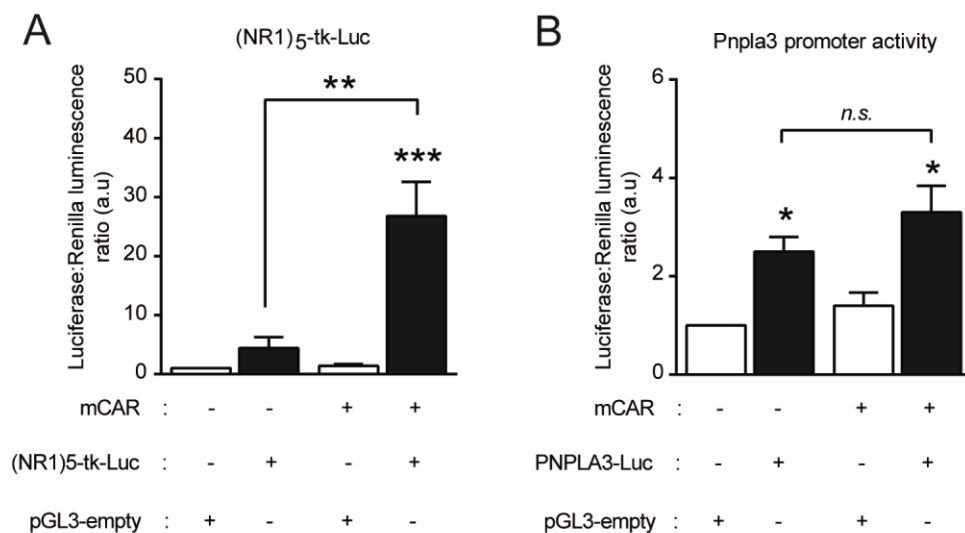 A
(NR1)5-tk-Luc
Luciferase:Renilla luminescence
ratio (a.u)
50
40
30
20
10
0
**
***
mCAR : - - + +
(NR1)5-tk-Luc : - + - +
pGL3-empty : + - + -
B
Pnpla3 promoter activity
Luciferase:Renilla luminescence
ratio (a.u)
6
4
2
0
n.s.
*
*
mCAR : - - + +
PNPLA3-Luc : - + - +
pGL3-empty : + - + -